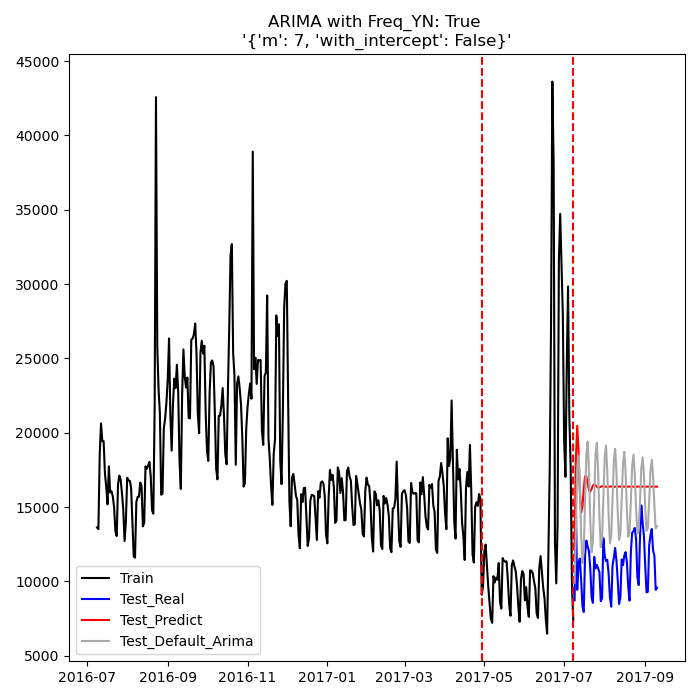 ARIMA with Freq_YN: True
'{'m': 7, 'with_intercept': False}'
45000
40000
35000
30000
25000
20000
15000
10000
5000
Train
Test_Real
Test_Predict
Test_Default_Arima
2016-07
2016-09
2016-11
2017-01
2017-03
2017-05
2017-07
2017-09